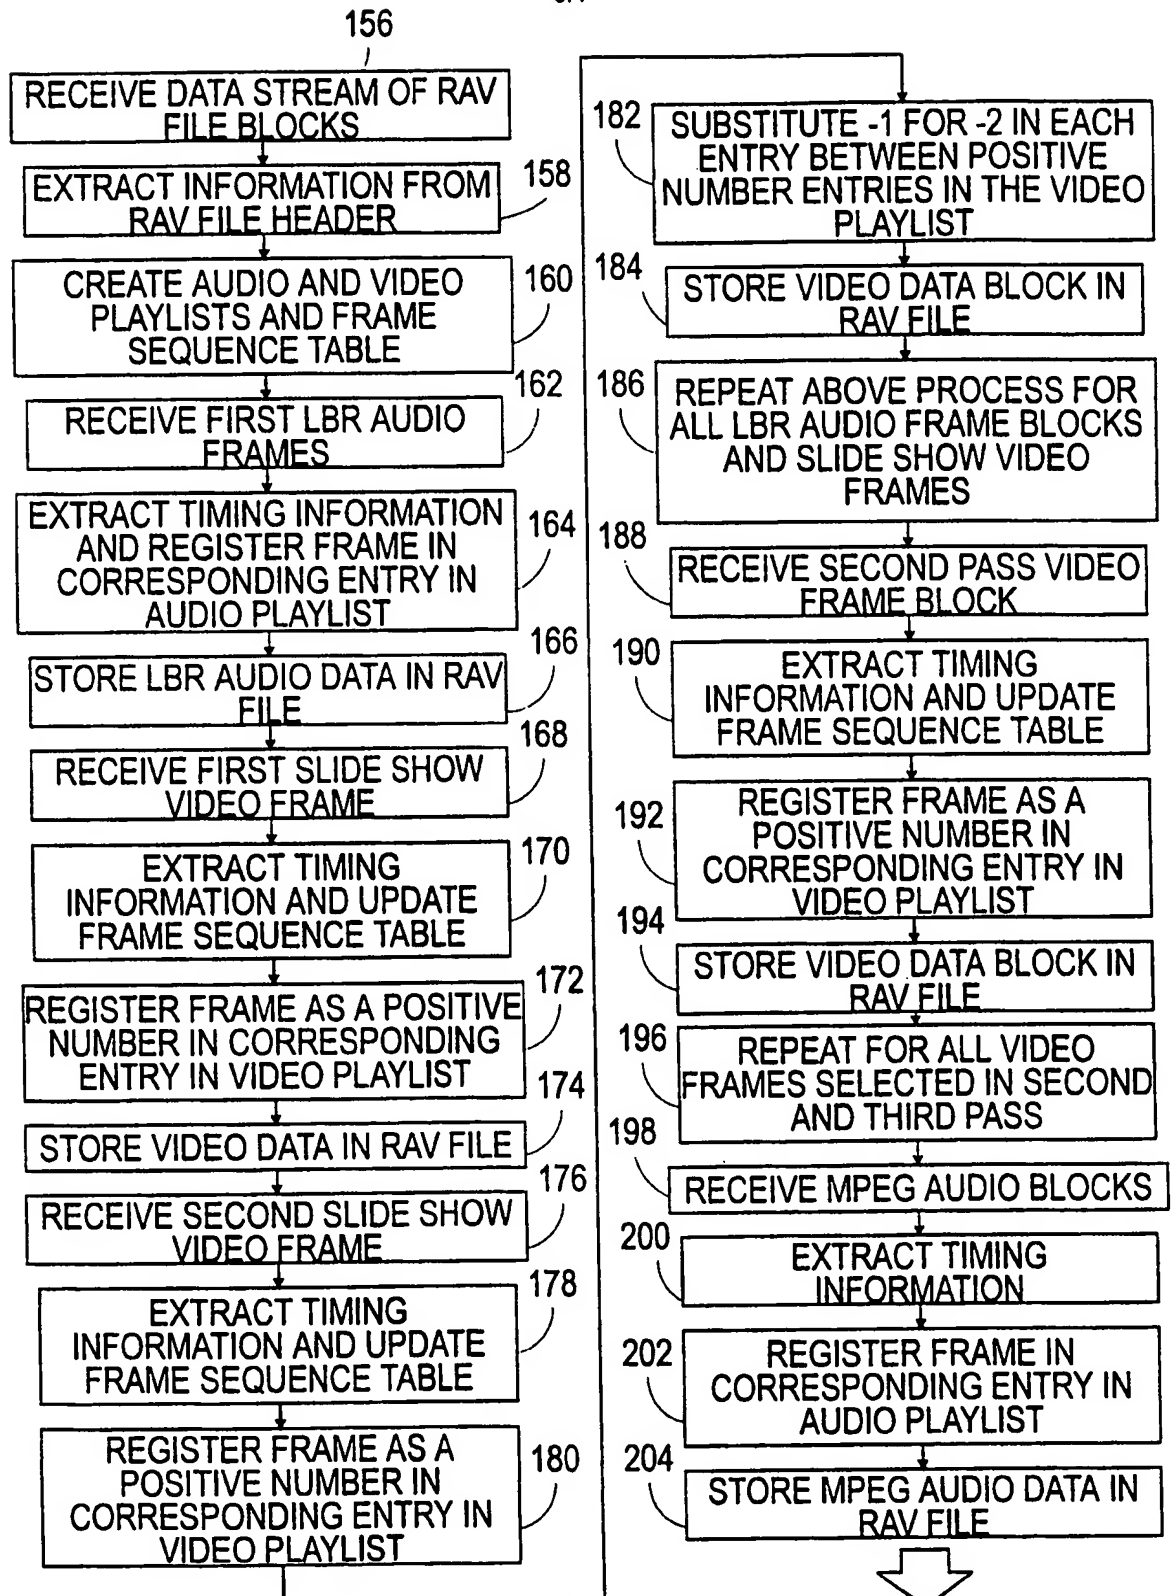 156
RECEIVE DATA STREAM OF RAV
FILE BLOCKS
EXTRACT INFORMATION FROM
RAV FILE HEADER
158
CREATE AUDIO AND VIDEO
PLAYLISTS AND FRAME
SEQUENCE TABLE
160
RECEIVE FIRST LBR AUDIO
FRAMES
162
EXTRACT TIMING INFORMATION
AND REGISTER FRAME IN
CORRESPONDING ENTRY IN
AUDIO PLAYLIST
164
STORE LBR AUDIO DATA IN RAV
FILE
166
RECEIVE FIRST SLIDE SHOW
VIDEO FRAME
168
EXTRACT TIMING
INFORMATION AND UPDATE
FRAME SEQUENCE TABLE
170
REGISTER FRAME AS A POSITIVE
NUMBER IN CORRESPONDING
ENTRY IN VIDEO PLAYLIST
172
STORE VIDEO DATA IN RAV FILE
174
RECEIVE SECOND SLIDE SHOW
VIDEO FRAME
176
EXTRACT TIMING
INFORMATION AND UPDATE
FRAME SEQUENCE TABLE
178
REGISTER FRAME AS A
POSITIVE NUMBER IN
CORRESPONDING ENTRY IN
VIDEO PLAYLIST
180
182
SUBSTITUTE -1 FOR -2 IN EACH
ENTRY BETWEEN POSITIVE
NUMBER ENTRIES IN THE VIDEO
PLAYLIST
184
STORE VIDEO DATA BLOCK IN
RAV FILE
186
REPEAT ABOVE PROCESS FOR
ALL LBR AUDIO FRAME BLOCKS
AND SLIDE SHOW VIDEO
FRAMES
188
RECEIVE SECOND PASS VIDEO
FRAME BLOCK
190
EXTRACT TIMING
INFORMATION AND UPDATE
FRAME SEQUENCE TABLE
192
REGISTER FRAME AS A
POSITIVE NUMBER IN
CORRESPONDING ENTRY IN
VIDEO PLAYLIST
194
STORE VIDEO DATA BLOCK IN
RAV FILE
196
REPEAT FOR ALL VIDEO
FRAMES SELECTED IN SECOND
AND THIRD PASS
198
RECEIVE MPEG AUDIO BLOCKS
200
EXTRACT TIMING
INFORMATION
202
REGISTER FRAME IN
CORRESPONDING ENTRY IN
AUDIO PLAYLIST
204
STORE MPEG AUDIO DATA IN
RAV FILE